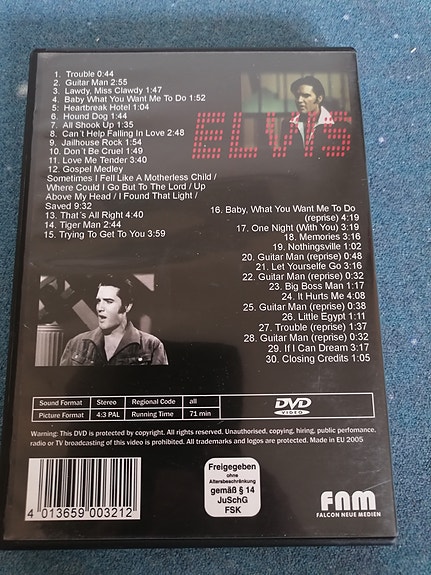 1. Trouble 0:44
2. Guitar Man 2:55
3. Lawdy, Miss Clawdy 1:47
4. Baby What You Want Me To Do 1:52
5. Heartbreak Hotel 1:04
6. Hound Dog 1:44
7. All Shook Up 1:35
8. Can´t Help Falling In Love 2:48
9. Jailhouse Rock 1:54
10. Don´t Be Cruel 1:49
11. Love Me Tender 3:40
12. Gospel Medley
Sometimes I Fell Like A Motherless Child /
Where Could I Go But To The Lord / Up
Above My Head / I Found That Light /
Saved 9:32
13. That´s All Right 4:40
14. Tiger Man 2:44
15. Trying To Get To You 3:59
ELVIS
16. Baby, What You Want Me To Do
(reprise) 4:19
17. One Night (With You) 3:19
18. Memories 3:16
19. Nothingsville 1:02
20. Guitar Man (reprise) 0:48
21. Let Yourselfe Go 3:16
22. Guitar Man (reprise) 0:32
23. Big Boss Man 1:17
24. It Hurts Me 4:08
25. Guitar Man (reprise) 0:38
26. Little Egypt 1:11
27. Trouble (reprise) 1:37
28. Guitar Man (reprise) 0:32
29. If I Can Dream 3:17
30. Closing Credits 1:05
Sound Format Stereo Regional Code all
Picture Format 4:3 PAL Running Time 71 min
DVD
VIDEO
Warning: This DVD is protected by copyright. All rights reserved. Unauthorised, copying, hiring, public perfomance,
radio or TV broadcasting of this video is prohibited. All trademarks and logos are protected. Made in EU 2005
4 013659 003212
Freigegeben
ohne
Altersbeschränkung
gemäß § 14
JuSchG
FSK
FNM
FALCON NEUE MEDIEN